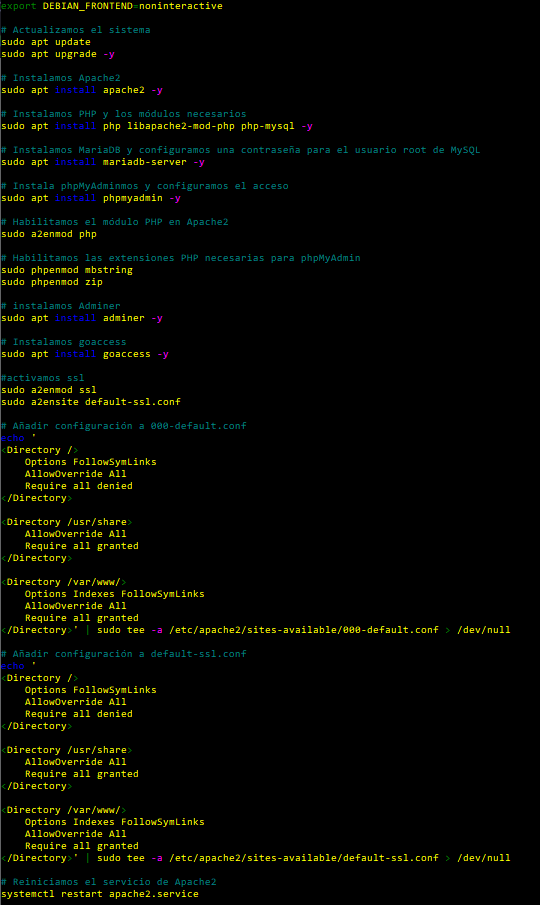 export DEBIAN_FRONTEND=noninteractive
# Actualizamos el sistema
sudo apt update
sudo apt upgrade -y
# Instalamos Apache2
sudo apt install apache2 -y
# Instalamos PHP y los módulos necesarios
sudo apt install php libapache2-mod-php php-mysql -y
# Instalamos MariaDB y configuramos una contraseña para el usuario root de MySQL
sudo apt install mariadb-server -y
# Instala phpMyAdminmos y configuramos el acceso
sudo apt install phpmyadmin -y
# Habilitamos el módulo PHP en Apache2
sudo a2enmod php
# Habilitamos las extensiones PHP necesarias para phpMyAdmin
sudo phpenmod mbstring
sudo phpenmod zip
# instalamos Adminer
sudo apt install adminer -y
# Instalamos goaccess
sudo apt install goaccess -y
#activamos ssl
sudo a2enmod ssl
sudo a2ensite default-ssl.conf
# Añadir configuración a 000-default.conf
echo '
<Directory />
    Options FollowSymLinks
    AllowOverride All
    Require all denied
</Directory>
<Directory /usr/share>
    AllowOverride All
    Require all granted
</Directory>
<Directory /var/www/>
    Options Indexes FollowSymLinks
    AllowOverride All
    Require all granted
</Directory>' | sudo tee -a /etc/apache2/sites-available/000-default.conf > /dev/null
# Añadir configuración a default-ssl.conf
echo '
<Directory />
    Options FollowSymLinks
    AllowOverride All
    Require all denied
</Directory>
<Directory /usr/share>
    AllowOverride All
    Require all granted
</Directory>
<Directory /var/www/>
    Options Indexes FollowSymLinks
    AllowOverride All
    Require all granted
</Directory>' | sudo tee -a /etc/apache2/sites-available/default-ssl.conf > /dev/null
# Reiniciamos el servicio de Apache2
systemctl restart apache2.service